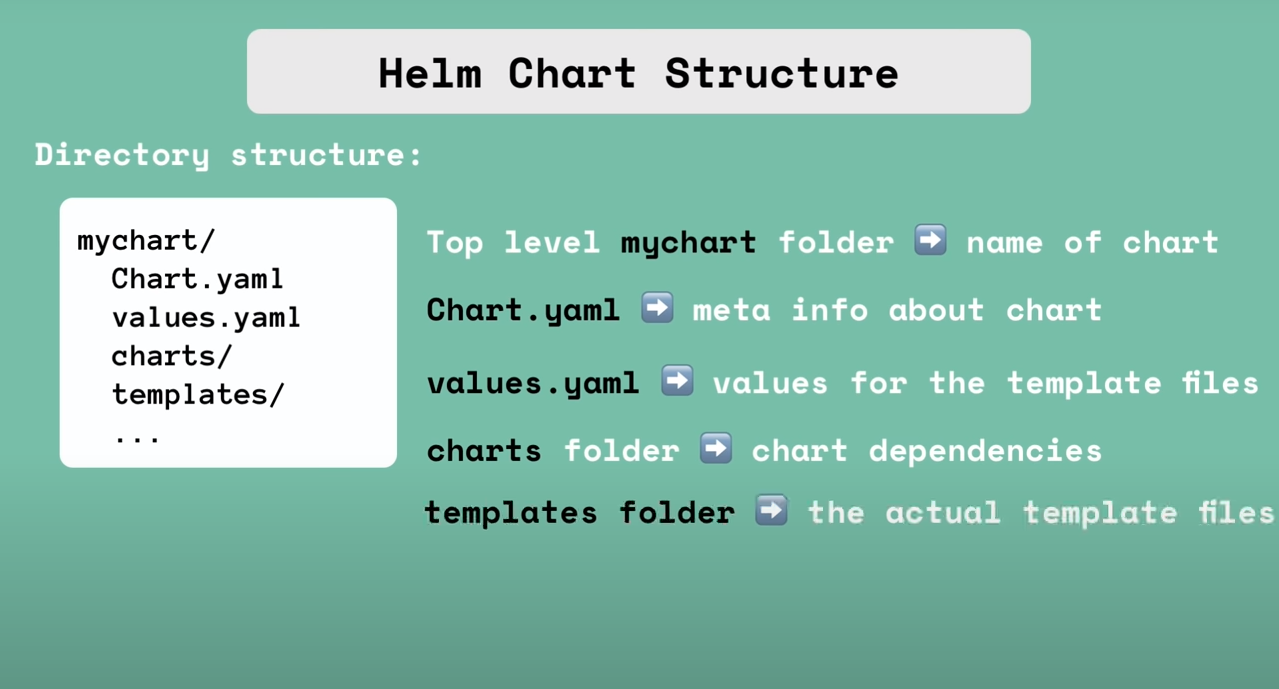 Helm Chart Structure
Directory structure:
mychart/
Chart.yaml
values.yaml
charts/
templates/
...
Top level mychart folder ➡️ name of chart
Chart.yaml ➡️ meta info about chart
values.yaml ➡️ values for the template files
charts folder ➡️ chart dependencies
templates folder ➡️ the actual template files